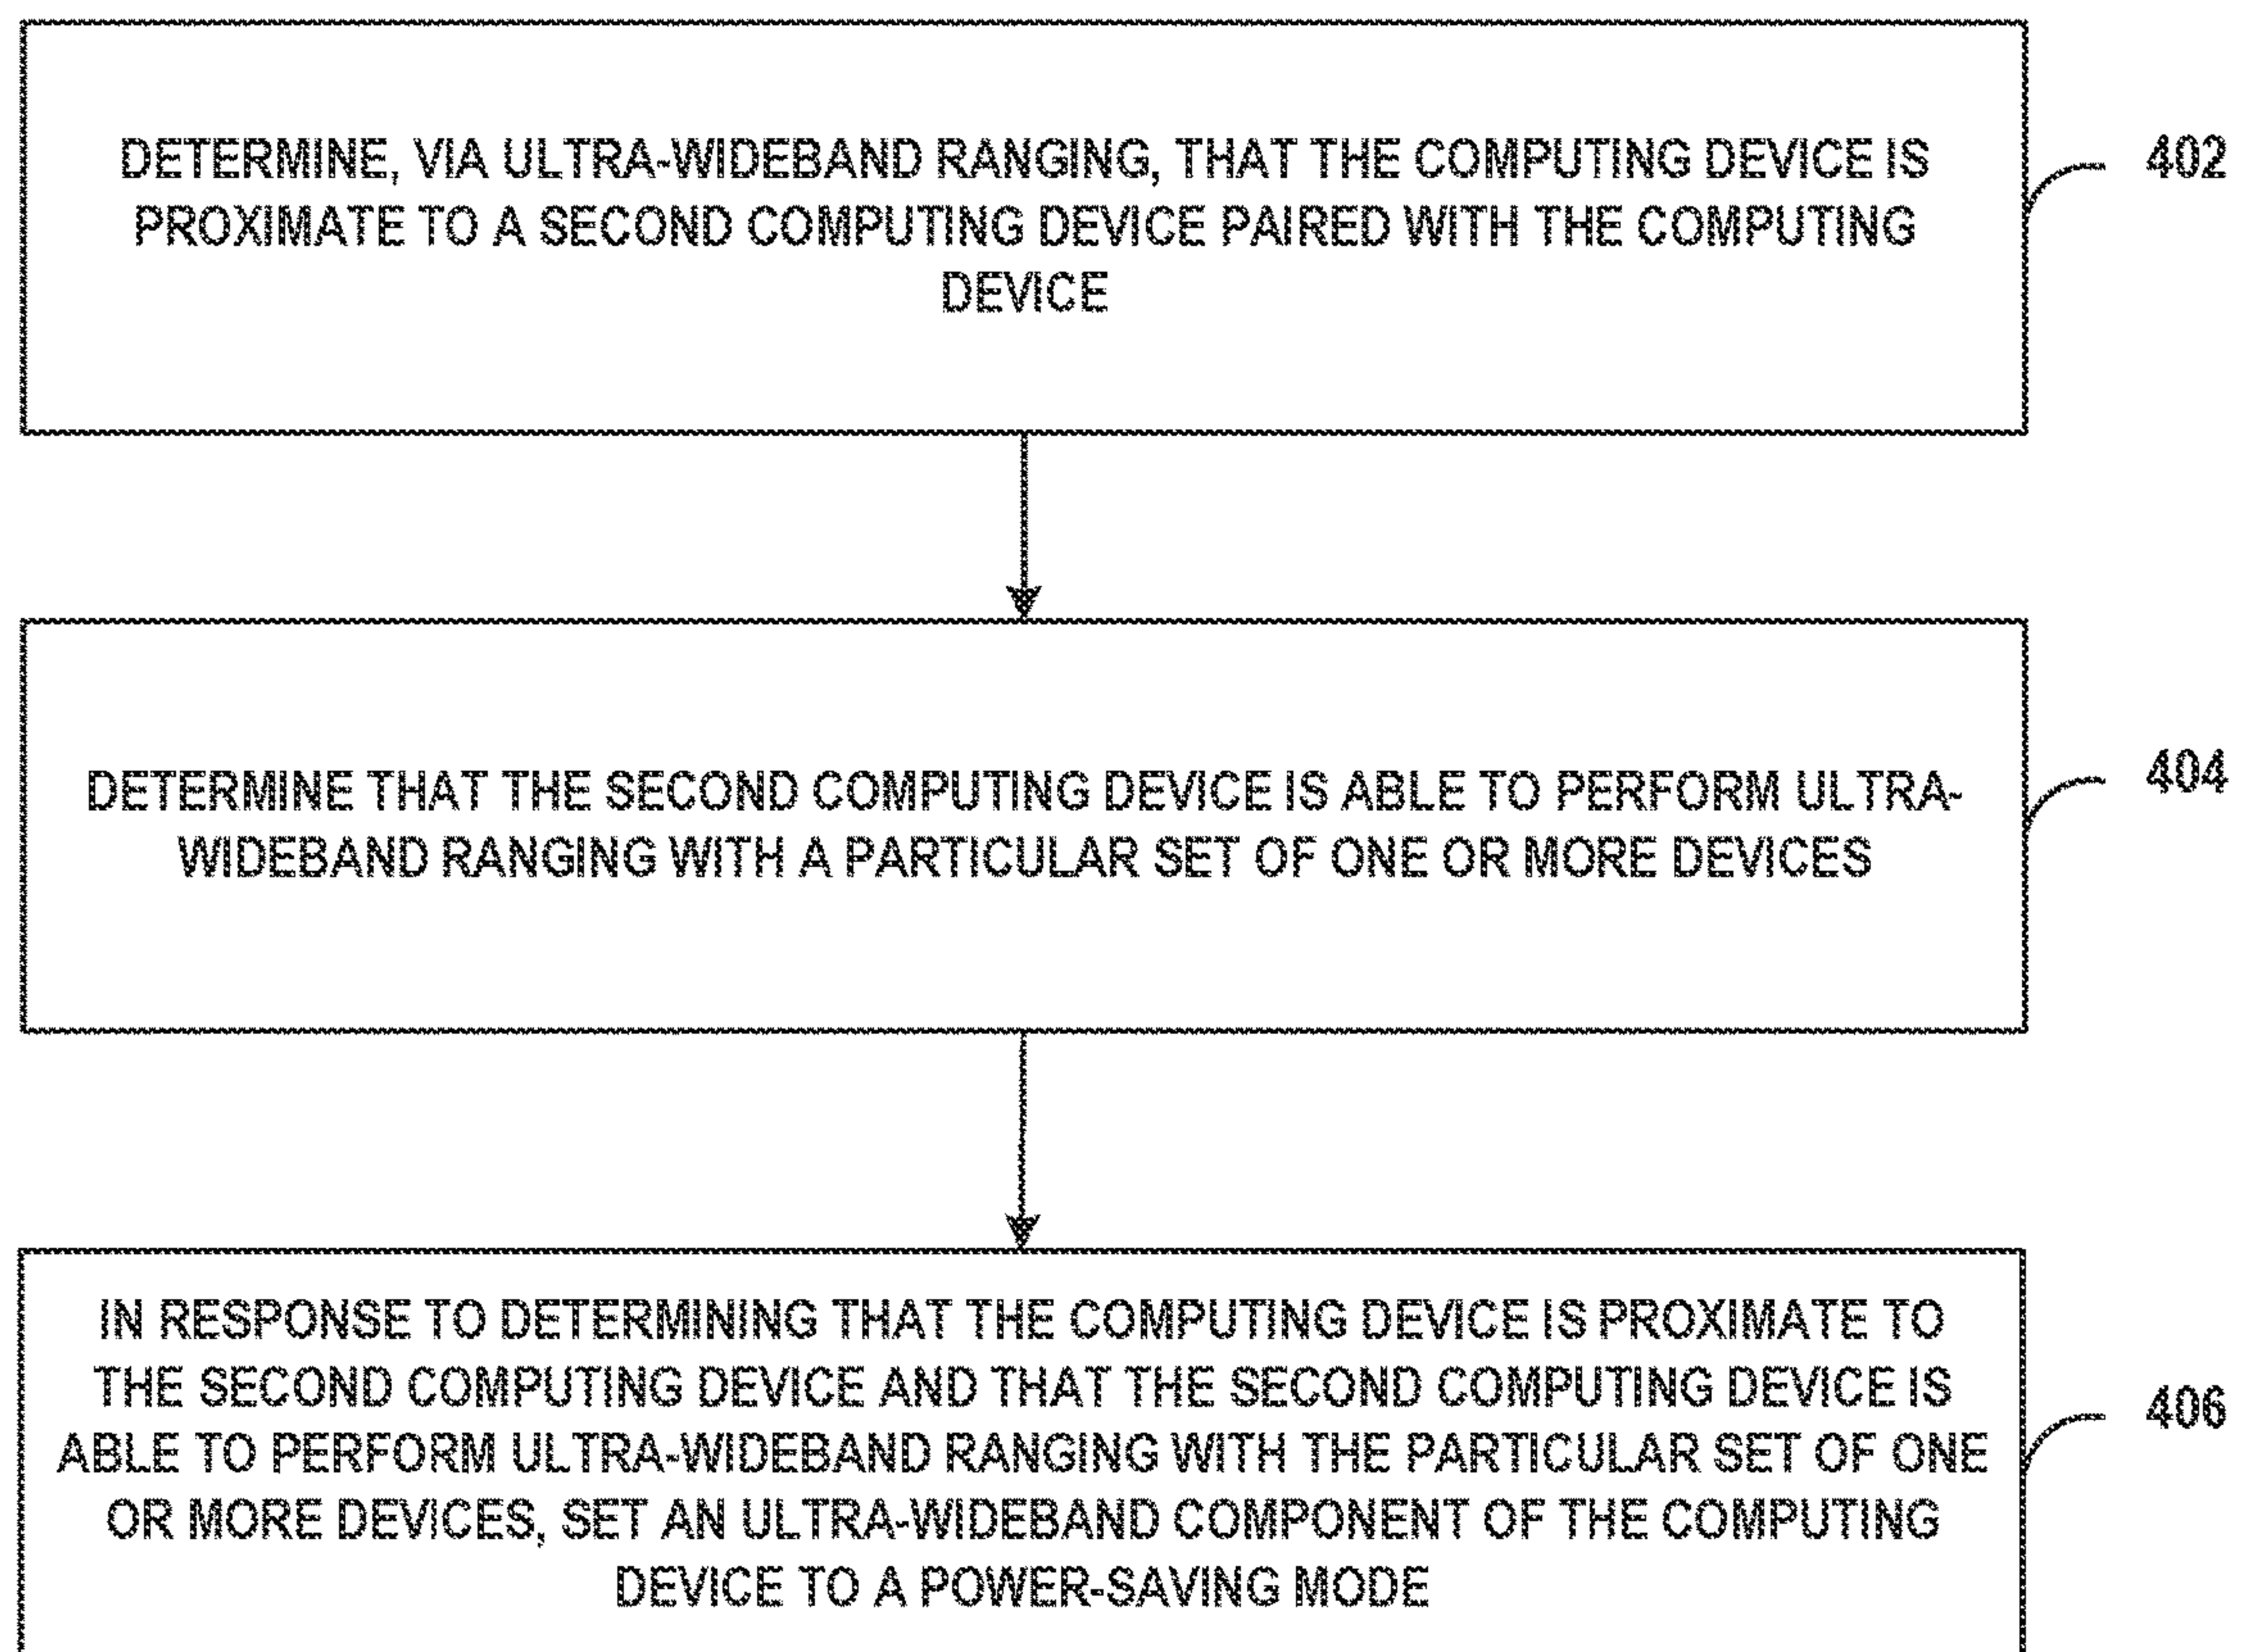 DETERMINE, VIA ULTRA-WIDEBAND RANGING, THAT THE COMPUTING DEVICE IS
PROXIMATE TO A SECOND COMPUTING DEVICE PAIRED WITH THE COMPUTING
DEVICE
402
DETERMINE THAT THE SECOND COMPUTING DEVICE IS ABLE TO PERFORM ULTRA-
WIDEBAND RANGING WITH A PARTICULAR SET OF ONE OR MORE DEVICES
404
IN RESPONSE TO DETERMINING THAT THE COMPUTING DEVICE IS PROXIMATE TO
THE SECOND COMPUTING DEVICE AND THAT THE SECOND COMPUTING DEVICE IS
ABLE TO PERFORM ULTRA-WIDEBAND RANGING WITH THE PARTICULAR SET OF ONE
OR MORE DEVICES, SET AN ULTRA-WIDEBAND COMPONENT OF THE COMPUTING
DEVICE TO A POWER-SAVING MODE
406